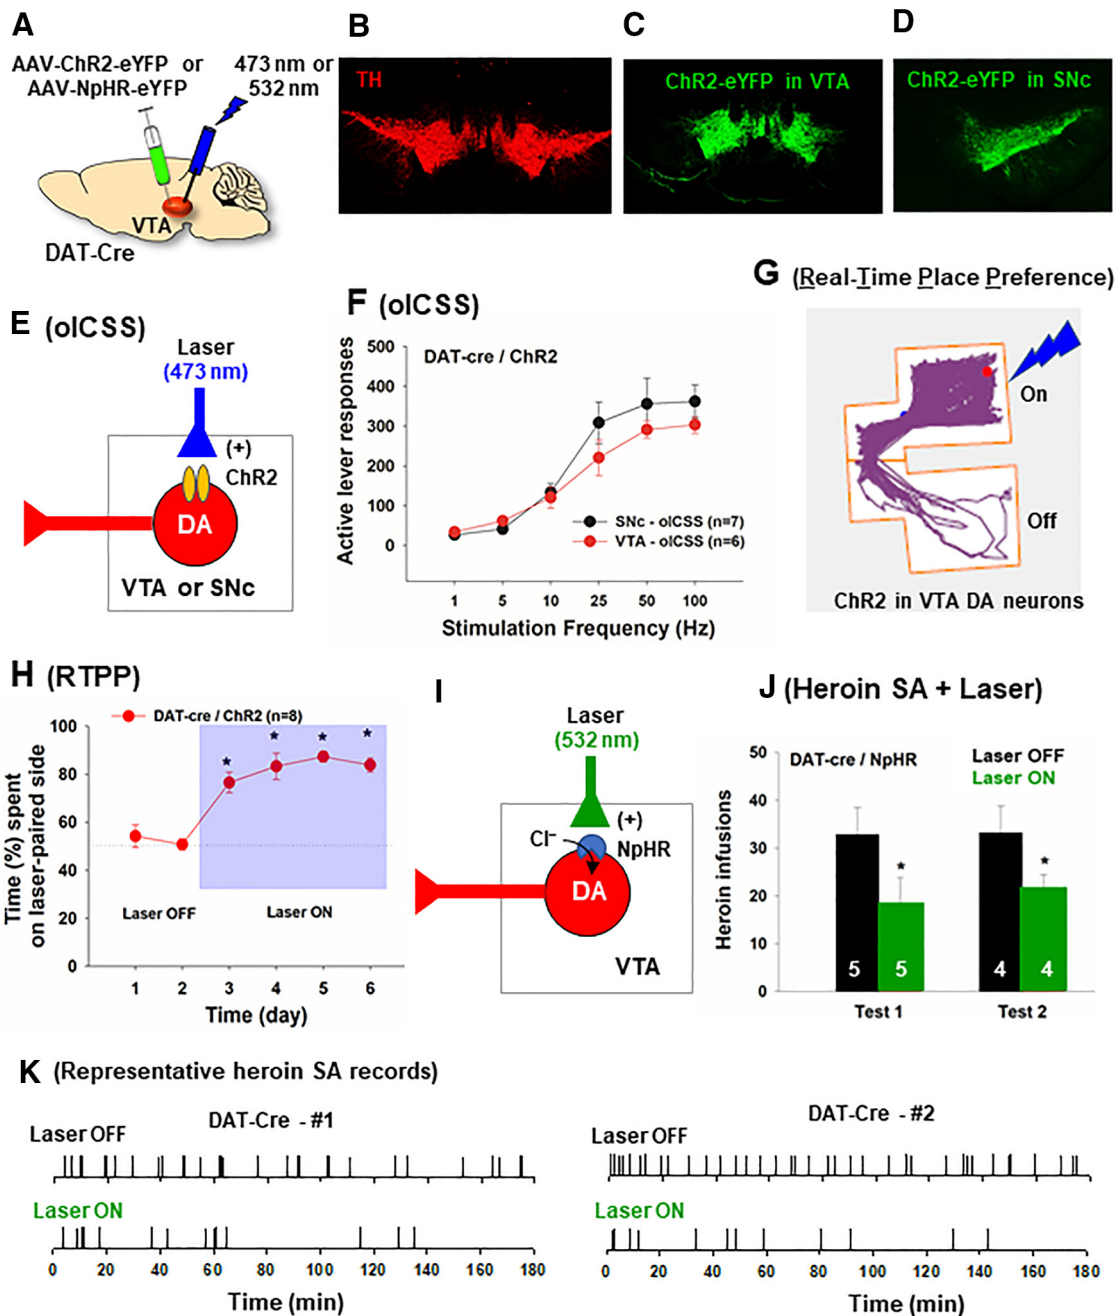 A
AAV-ChR2-eYFP or
AAV-NpHR-eYFP
473 nm or
532 nm
VTA
DAT-Cre
B
TH
C
ChR2-eYFP in VTA
D
ChR2-eYFP in SNc
E (oICSS)
Laser
(473 nm)
(+)
ChR2
DA
VTA or SNc
F (oICSS)
DAT-cre / ChR2
Active lever responses
500
400
300
200
100
0
SNc - oICSS (n=7)
VTA - oICSS (n=6)
1 5 10 25 50 100
Stimulation Frequency (Hz)
G (Real-Time Place Preference)
On
Off
ChR2 in VTA DA neurons
H (RTPP)
DAT-cre / ChR2 (n=8)
Time (%) spent
on laser-paired side
100
80
60
40
20
0
* * * *
Laser OFF Laser ON
1 2 3 4 5 6
Time (day)
I
Laser
(532 nm)
(+)
Cl⁻
NpHR
DA
VTA
J (Heroin SA + Laser)
DAT-cre / NpHR
Laser OFF
Laser ON
Heroin infusions
50
40
30
20
10
0
* *
5 5 4 4
Test 1 Test 2
K (Representative heroin SA records)
DAT-Cre - #1
Laser OFF
Laser ON
0 20 40 60 80 100 120 140 160 180
Time (min)
DAT-Cre - #2
Laser OFF
Laser ON
0 20 40 60 80 100 120 140 160 180
Time (min)